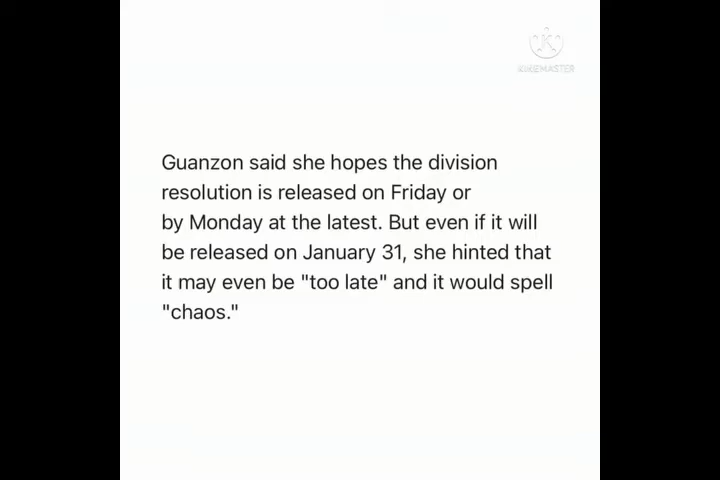 KINEMASTER
Guanzon said she hopes the division
resolution is released on Friday or
by Monday at the latest. But even if it will
be released on January 31, she hinted that
it may even be "too late" and it would spell
"chaos."